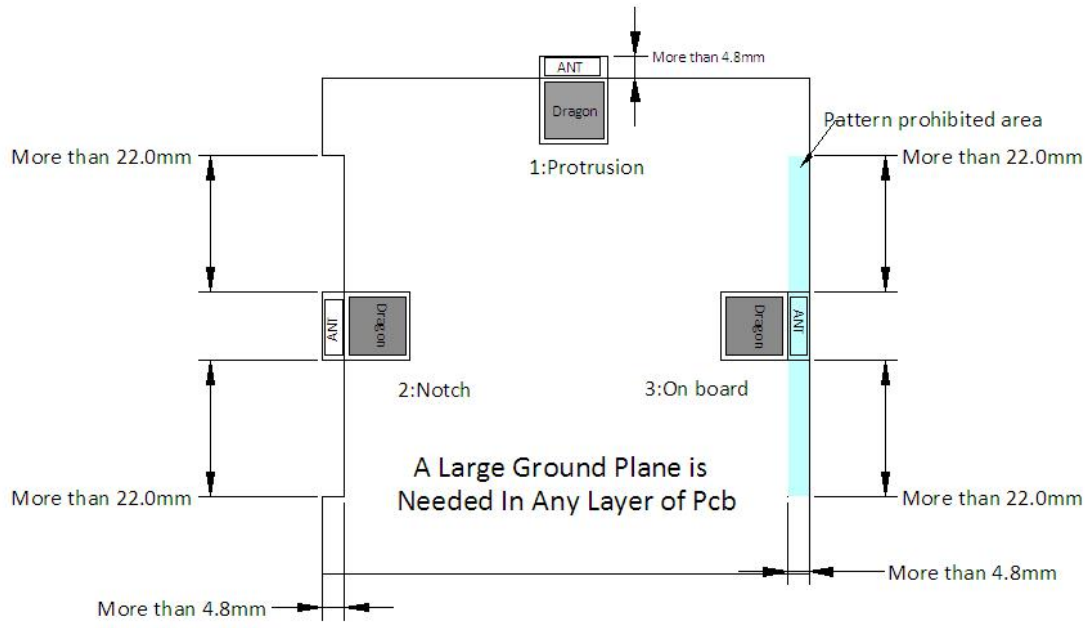 More than 4.8mm
ANT
Dragon
Pattern prohibited area
1:Protrusion
More than 22.0mm
More than 22.0mm
ANT
Dragon
Dragon
ANT
2:Notch
3:On board
A Large Ground Plane is
Needed In Any Layer of Pcb
More than 22.0mm
More than 22.0mm
More than 4.8mm
More than 4.8mm